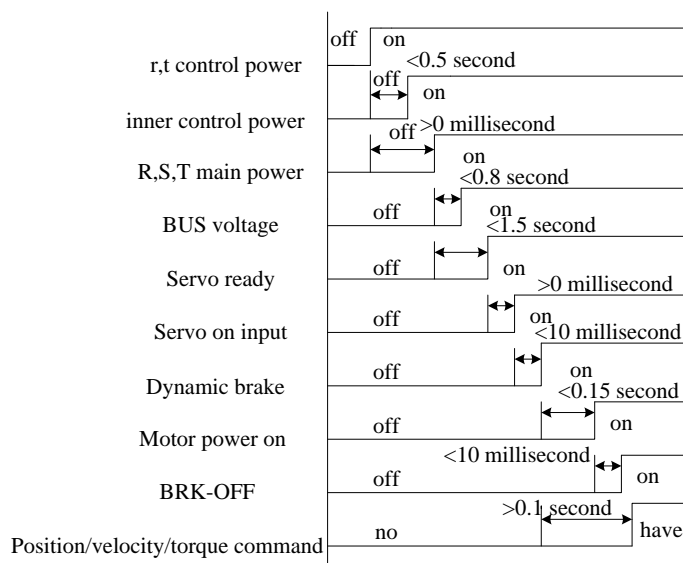 off on
r,t control power
<0.5 second
off
on
inner control power
off >0 millisecond
R,S,T main power
on
<0.8 second
off
on
BUS voltage
<1.5 second
off
on
Servo ready
>0 millisecond
off
on
Servo on input
<10 millisecond
off
on
Dynamic brake
<0.15 second
off
on
Motor power on
<10 millisecond
off
on
BRK-OFF
>0.1 second
no
have
Position/velocity/torque command